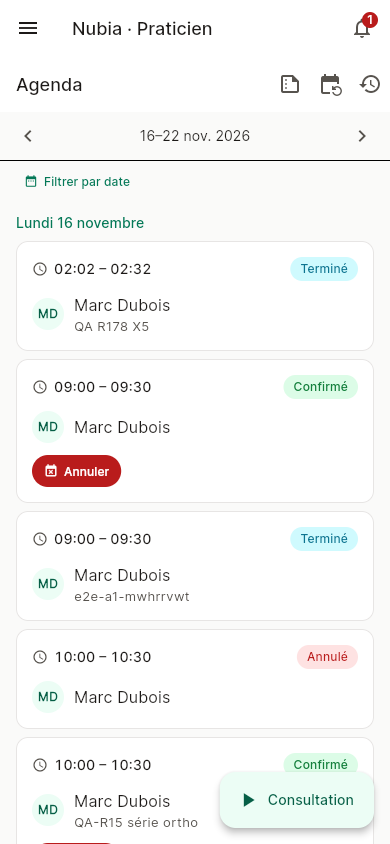 Nubia · Praticien
1
Agenda
16–22 nov. 2026
Filtrer par date
Lundi 16 novembre
02:02 – 02:32
Terminé
MD
Marc Dubois
QA R178 X5
09:00 – 09:30
Confirmé
MD
Marc Dubois
Annuler
09:00 – 09:30
Terminé
MD
Marc Dubois
e2e-a1-mwhrrvwt
10:00 – 10:30
Annulé
MD
Marc Dubois
10:00 – 10:30
Confirmé
MD
Marc Dubois
QA-R15 série ortho
Consultation